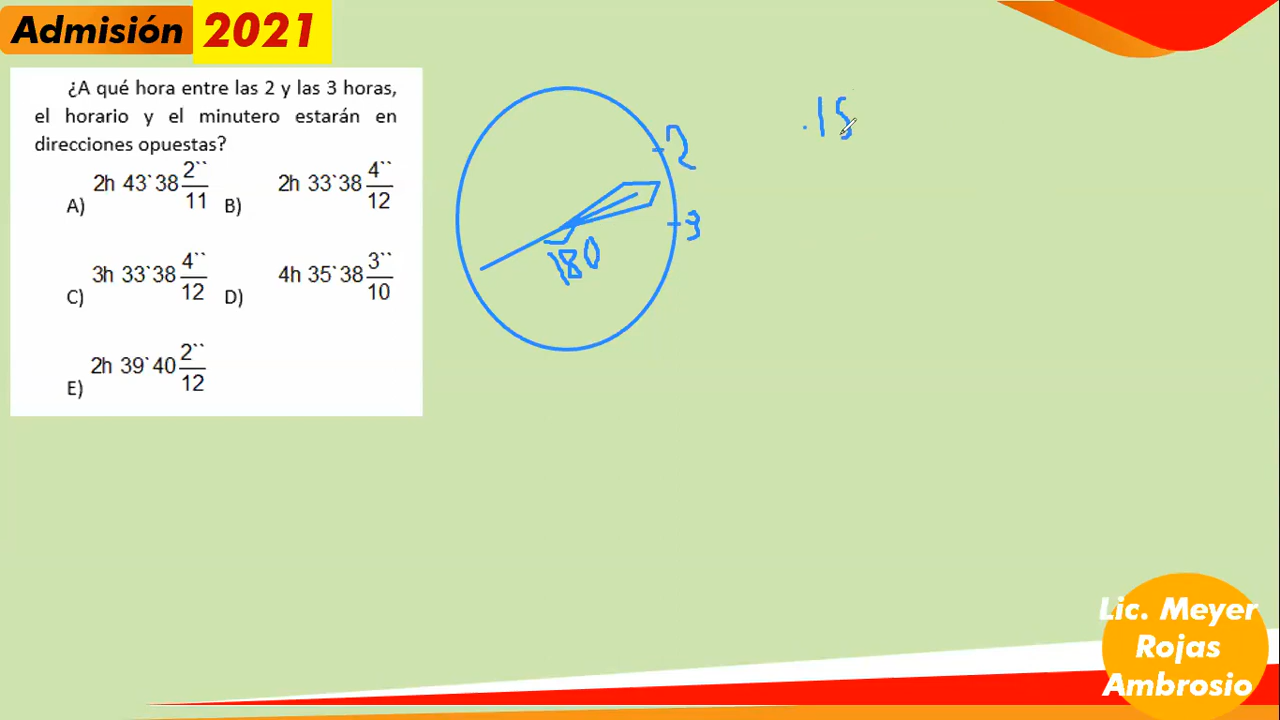 Admisión 2021
¿A qué hora entre las 2 y las 3 horas,
el horario y el minutero estarán en
direcciones opuestas?
A) 2h 43`38 2``/11 B) 2h 33`38 4``/12
C) 3h 33`38 4``/12 D) 4h 35`38 3``/10
E) 2h 39`40 2``/12
2
3
180
.18
Lic. Meyer
Rojas
Ambrosio